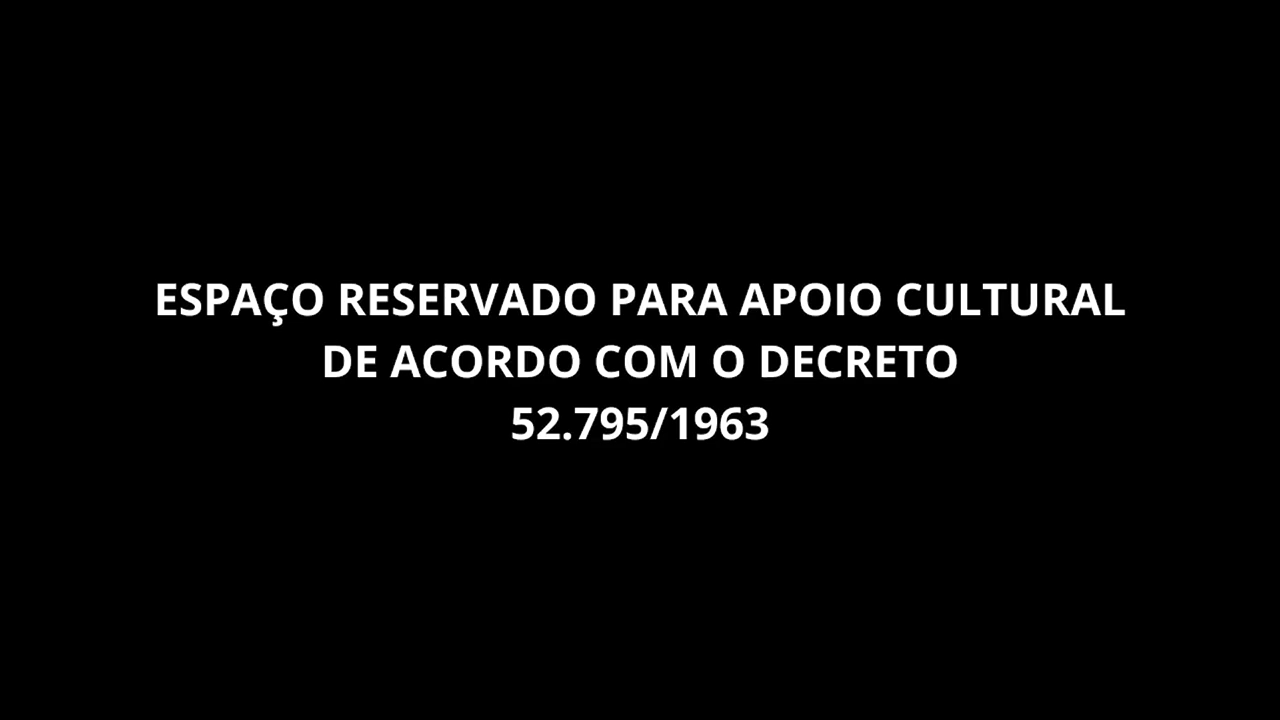 ESPAÇO RESERVADO PARA APOIO CULTURAL
DE ACORDO COM O DECRETO
52.795/1963